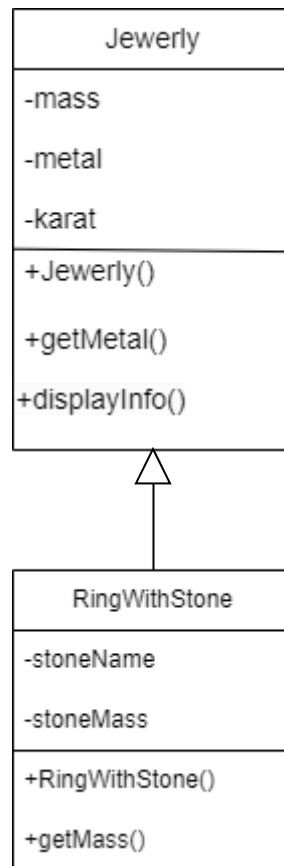 Jewerly
-mass
-metal
-karat
+Jewerly()
+getMetal()
+displayInfo()
RingWithStone
-stoneName
-stoneMass
+RingWithStone()
+getMass()